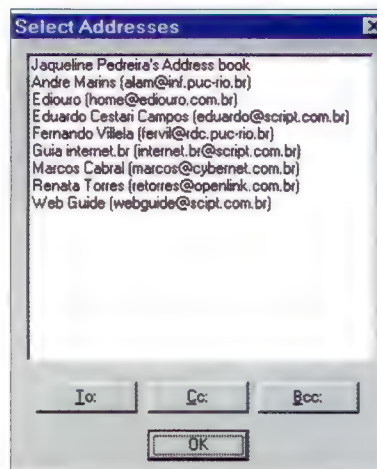 Select Addresses
Jaqueline Pedreira's Address book
Andre Marins (alam@inf.puc-rio.br)
Ediouro (home@ediouro.com.br)
Eduardo Cestari Campos (eduardo@script.com.br)
Fernando Villela (fervil@rdc.puc-rio.br)
Guia internet.br (internet.br@script.com.br)
Marcos Cabral (marcos@cybernet.com.br)
Renata Torres (retorres@openlink.com.br)
Web Guide (webguide@scipt.com.br)
To:
Cc:
Bcc:
OK